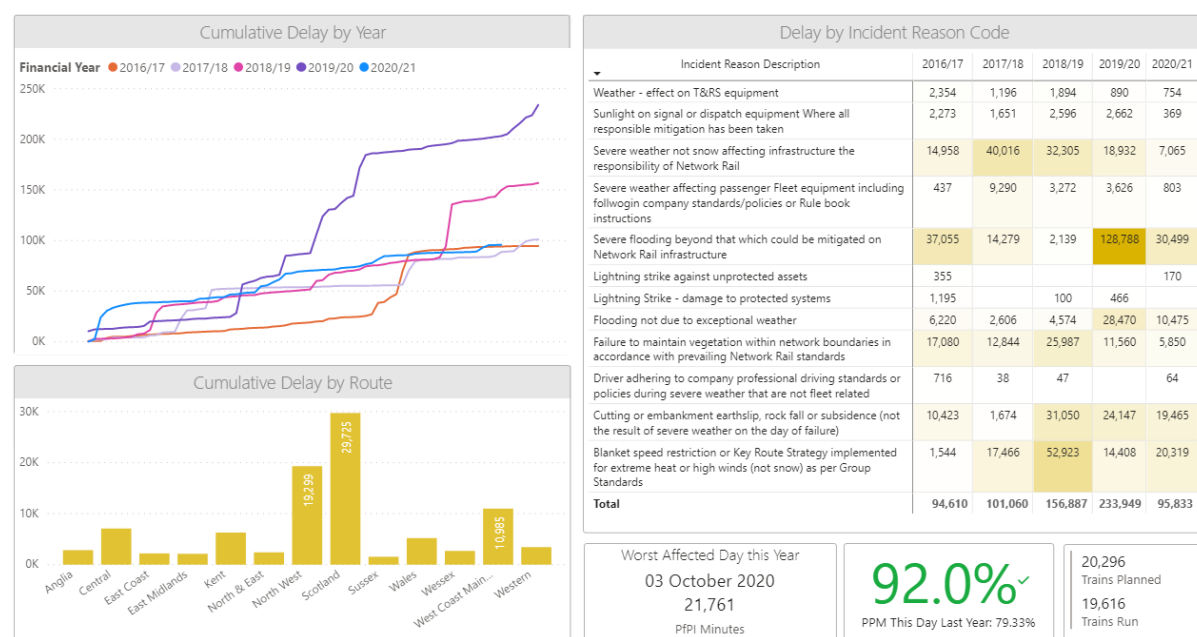 Cumulative Delay by Year
Financial Year 2016/17 2017/18 2018/19 2019/20 2020/21
250K
200K
150K
100K
50K
0K
Cumulative Delay by Route
30K
20K
10K
0K
19,299
29,725
10,985
Anglia
Central
East Coast
East Midlands
Kent
North & East
North West
Scotland
Sussex
Wales
Wessex
West Coast Main...
Western
Delay by Incident Reason Code
Incident Reason Description 2016/17 2017/18 2018/19 2019/20 2020/21
Weather - effect on T&RS equipment 2,354 1,196 1,894 890 754
Sunlight on signal or dispatch equipment Where all 2,273 1,651 2,596 2,662 369
responsible mitigation has been taken
Severe weather not snow affecting infrastructure the 14,958 40,016 32,305 18,932 7,065
responsibility of Network Rail
Severe weather affecting passenger Fleet equipment including 437 9,290 3,272 3,626 803
follwogin company standards/policies or Rule book
instructions
Severe flooding beyond that which could be mitigated on 37,055 14,279 2,139 128,788 30,499
Network Rail infrastructure
Lightning strike against unprotected assets 355 170
Lightning Strike - damage to protected systems 1,195 100 466
Flooding not due to exceptional weather 6,220 2,606 4,574 28,470 10,475
Failure to maintain vegetation within network boundaries in 17,080 12,844 25,987 11,560 5,850
accordance with prevailing Network Rail standards
Driver adhering to company professional driving standards or 716 38 47 64
policies during severe weather that are not fleet related
Cutting or embankment earthslip, rock fall or subsidence (not 10,423 1,674 31,050 24,147 19,465
the result of severe weather on the day of failure)
Blanket speed restriction or Key Route Strategy implemented 1,544 17,466 52,923 14,408 20,319
for extreme heat or high winds (not snow) as per Group
Standards
Total 94,610 101,060 156,887 233,949 95,833
Worst Affected Day this Year
03 October 2020
21,761
PfPI Minutes
92.0%
PPM This Day Last Year: 79.33%
20,296
Trains Planned
19,616
Trains Run